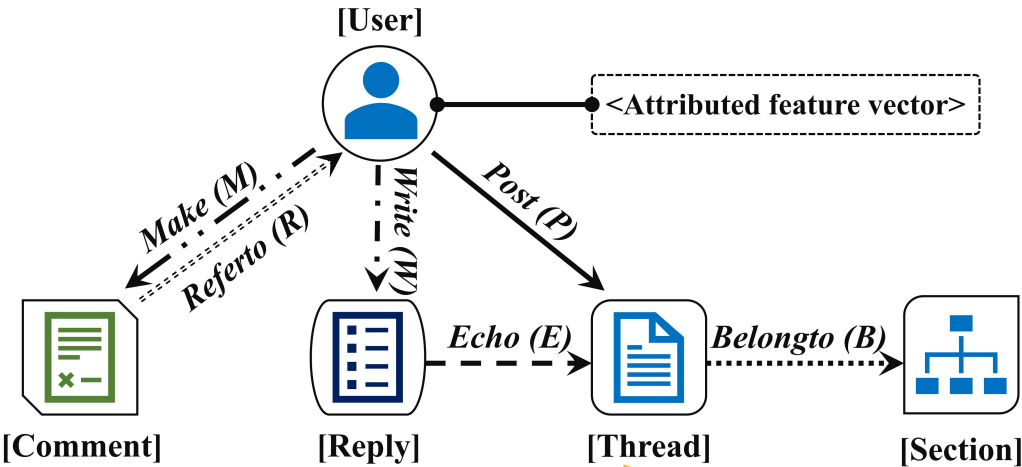 [User]
<Attributed feature vector>
Make (M)
Referto (R)
Write (W)
Post (P)
Echo (E)
Belongto (B)
[Comment]
[Reply]
[Thread]
[Section]